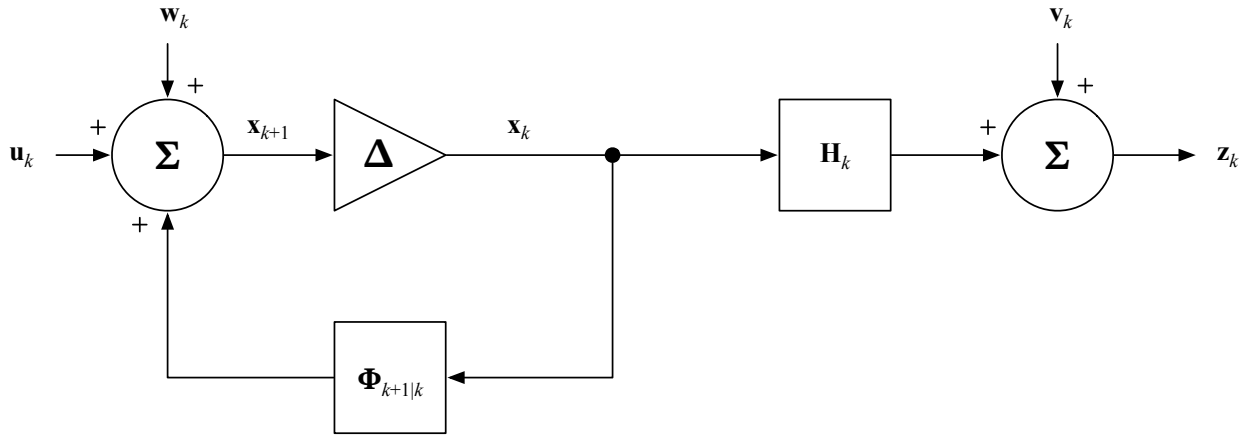 w_k
v_k
+
+
+
x_{k+1}
x_k
+
u_k
Σ
Δ
H_k
Σ
z_k
+
Φ_{k+1|k}